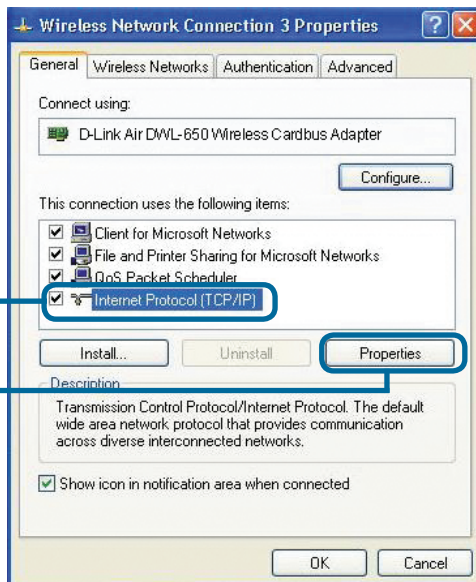 Wireless Network Connection 3 Properties
General Wireless Networks Authentication Advanced
Connect using:
D-Link Air DWL-650 Wireless Cardbus Adapter
Configure...
This connection uses the following items:
Client for Microsoft Networks
File and Printer Sharing for Microsoft Networks
QoS Packet Scheduler
Internet Protocol (TCP/IP)
Install... Uninstall Properties
Description
Transmission Control Protocol/Internet Protocol. The default
wide area network protocol that provides communication
across diverse interconnected networks.
Show icon in notification area when connected
OK Cancel